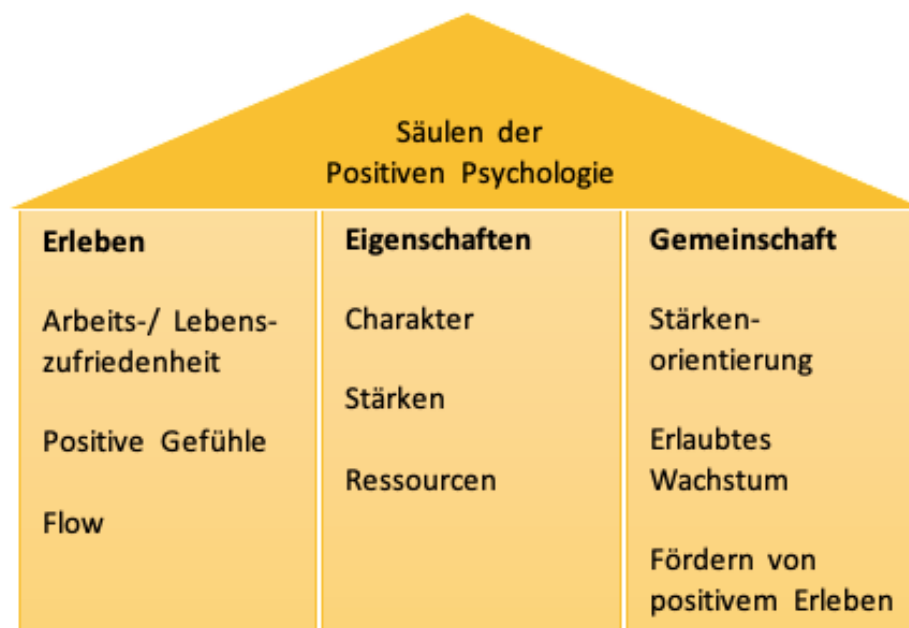 Säulen der
Positiven Psychologie
Erleben
Arbeits-/ Lebens-
zufriedenheit
Positive Gefühle
Flow
Eigenschaften
Charakter
Stärken
Ressourcen
Gemeinschaft
Stärken-
orientierung
Erlaubtes
Wachstum
Fördern von
positivem Erleben